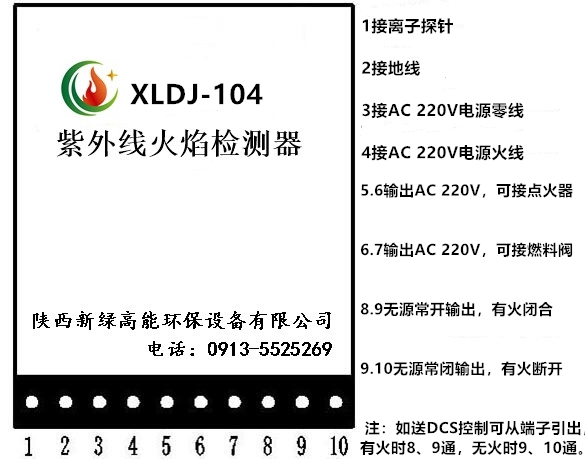 XLDJ-104
紫外线火焰检测器
陕西新绿高能环保设备有限公司
电话：0913-5525269
1 2 3 4 5 6 7 8 9 10
1接离子探针
2接地线
3接AC 220V电源零线
4接AC 220V电源火线
5.6输出AC 220V，可接点火器
6.7输出AC 220V，可接燃料阀
8.9无源常开输出，有火闭合
9.10无源常闭输出，有火断开
注：如送DCS控制可从端子引出，
有火时8、9通，无火时9、10通。